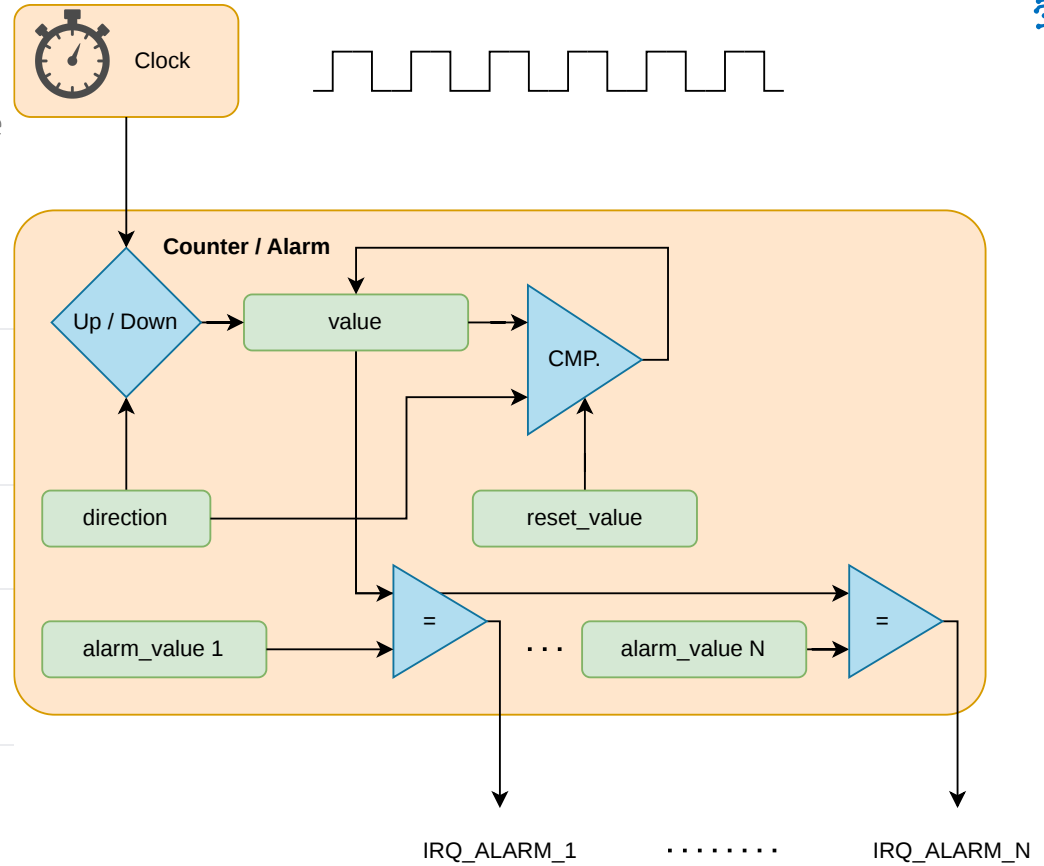 Clock
Counter / Alarm
Up / Down
value
CMP.
direction
reset_value
=
=
alarm_value 1
. . .
alarm_value N
IRQ_ALARM_1
. . . . . . . .
IRQ_ALARM_N